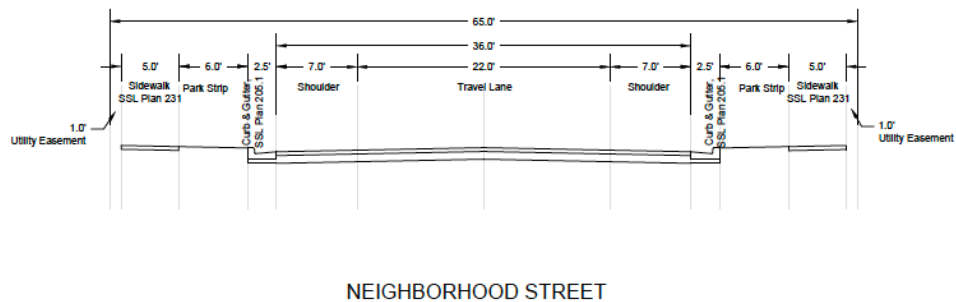 65.0'
36.0'
5.0' 6.0' 2.5' 7.0' 22.0' 7.0' 2.5' 6.0' 5.0'
Sidewalk
SSL Plan 231
Park Strip
Curb & Gutter,
SSL Plan 205.1
Shoulder
Travel Lane
Shoulder
Curb & Gutter,
SSL Plan 205.1
Park Strip
Sidewalk
SSL Plan 231
1.0'
Utility Easement
1.0'
Utility Easement
NEIGHBORHOOD STREET